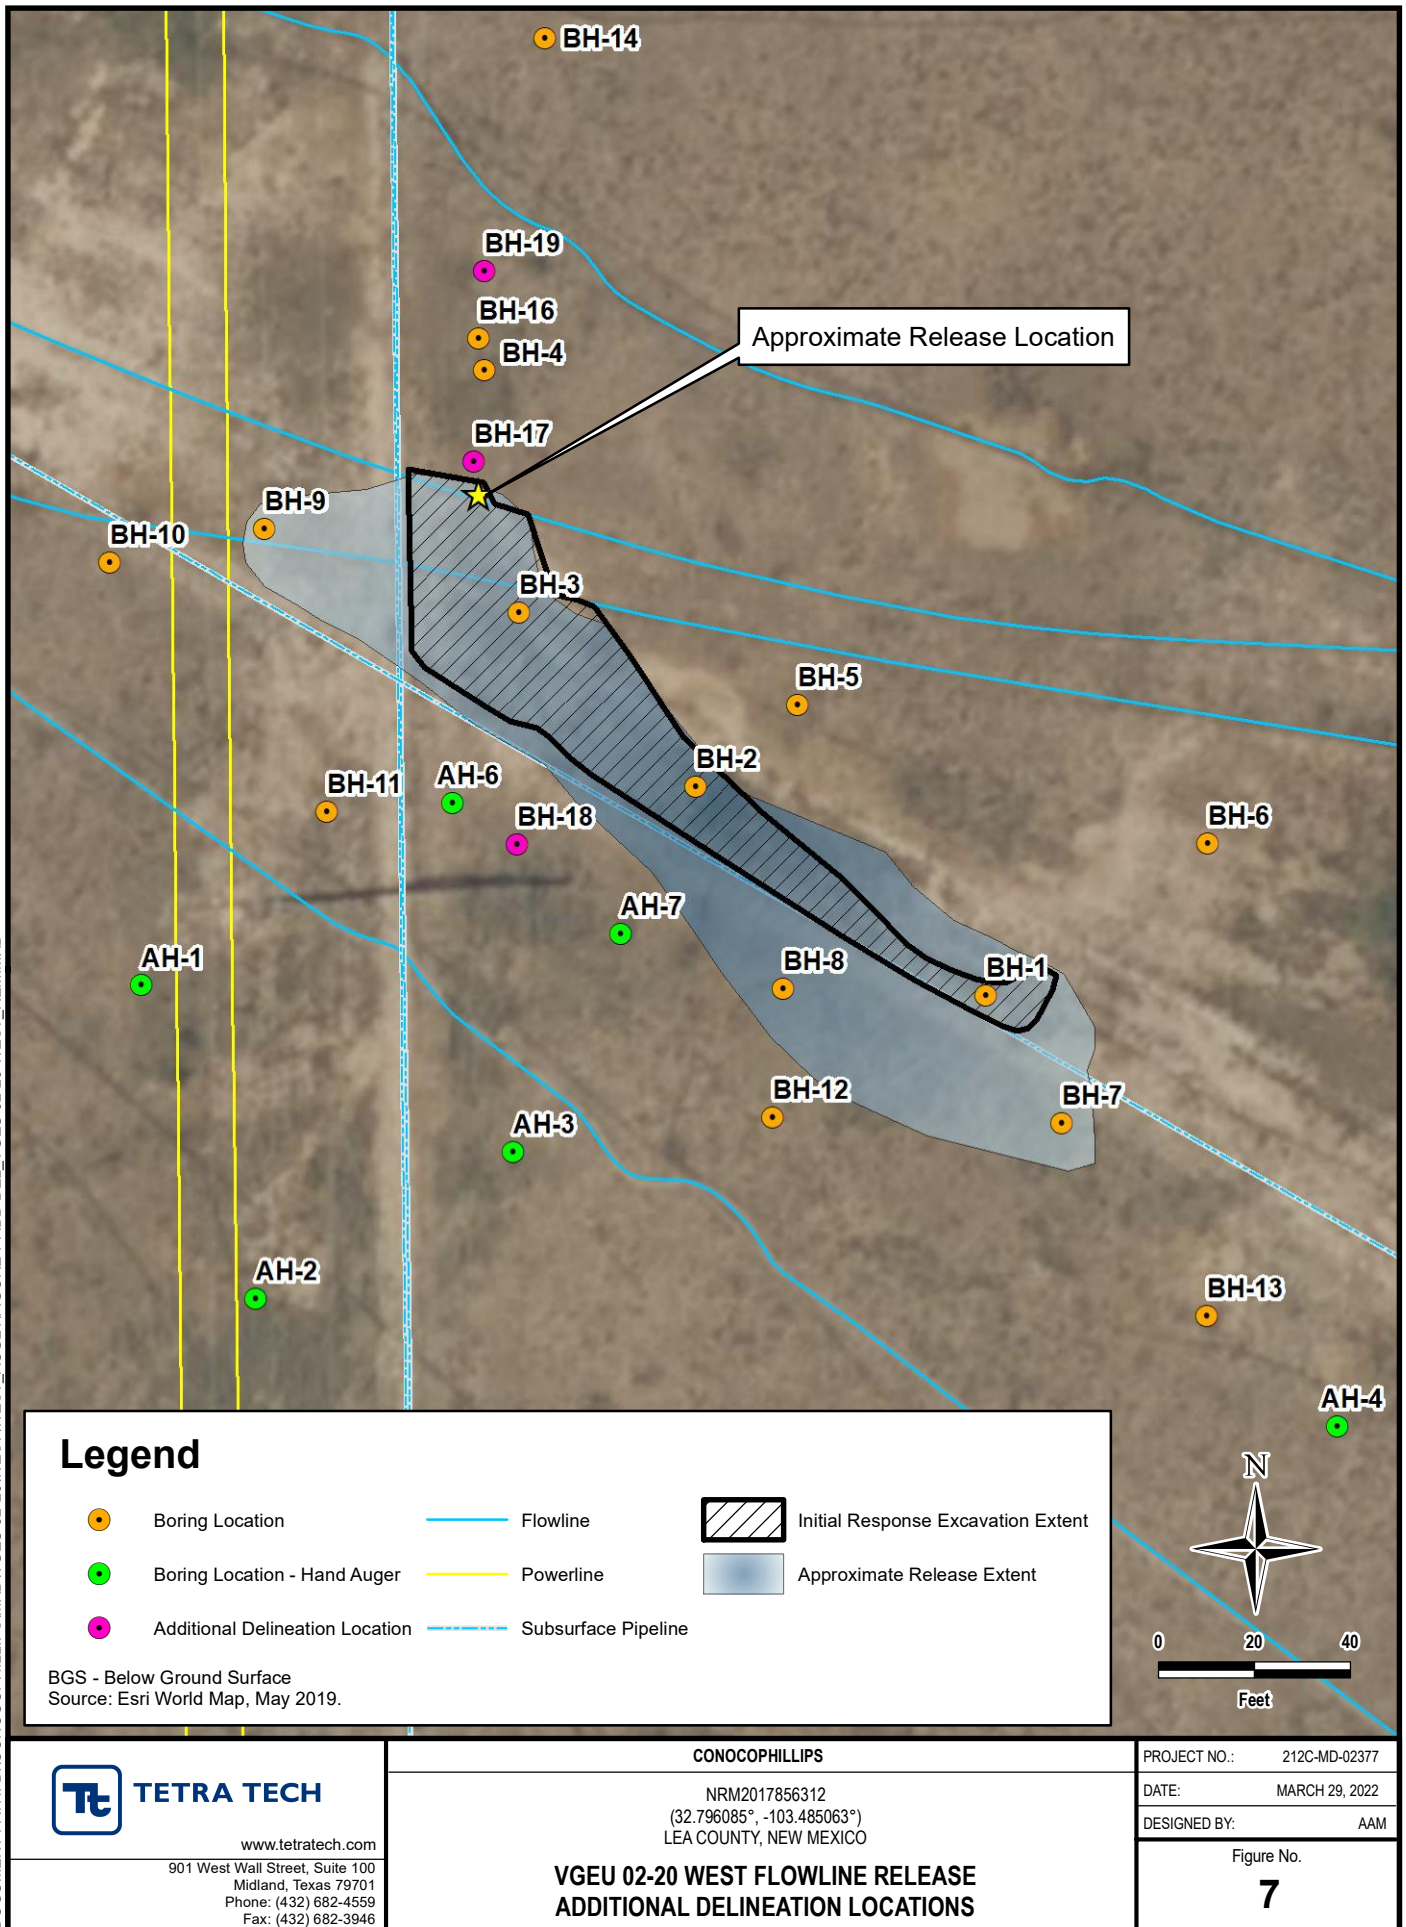 BH-14
BH-19
BH-16
BH-4
Approximate Release Location
BH-17
BH-9
BH-10
BH-3
BH-5
BH-2
AH-6
BH-11
BH-18
BH-6
AH-7
AH-1
BH-8
BH-1
BH-12
BH-7
AH-3
AH-2
BH-13
AH-4
Legend
Boring Location
Flowline
Initial Response Excavation Extent
Boring Location - Hand Auger
Powerline
Approximate Release Extent
Additional Delineation Location
Subsurface Pipeline
BGS - Below Ground Surface
Source: Esri World Map, May 2019.
N
0 20 40
Feet
Tt TETRA TECH
www.tetratech.com
901 West Wall Street, Suite 100
Midland, Texas 79701
Phone: (432) 682-4559
Fax: (432) 682-3946
CONOCOPHILLIPS
NRM2017856312
(32.796085°, -103.485063°)
LEA COUNTY, NEW MEXICO
VGEU 02-20 WEST FLOWLINE RELEASE
ADDITIONAL DELINEATION LOCATIONS
PROJECT NO.: 212C-MD-02377
DATE: MARCH 29, 2022
DESIGNED BY: AAM
Figure No.
7